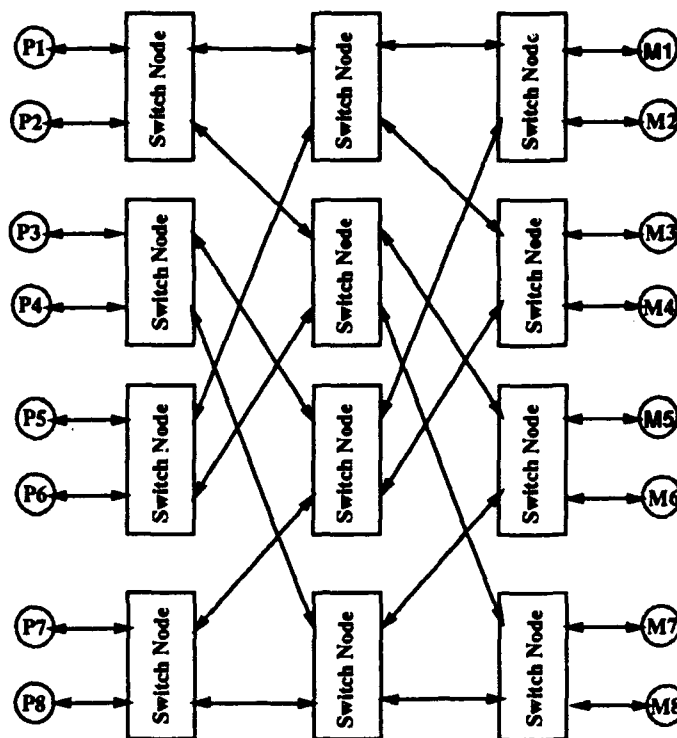 P1
Switch Node
Switch Node
Switch Node
M1
P2
M2
P3
Switch Node
Switch Node
Switch Node
M3
P4
M4
P5
Switch Node
Switch Node
Switch Node
M5
P6
M6
P7
Switch Node
Switch Node
Switch Node
M7
P8
M8